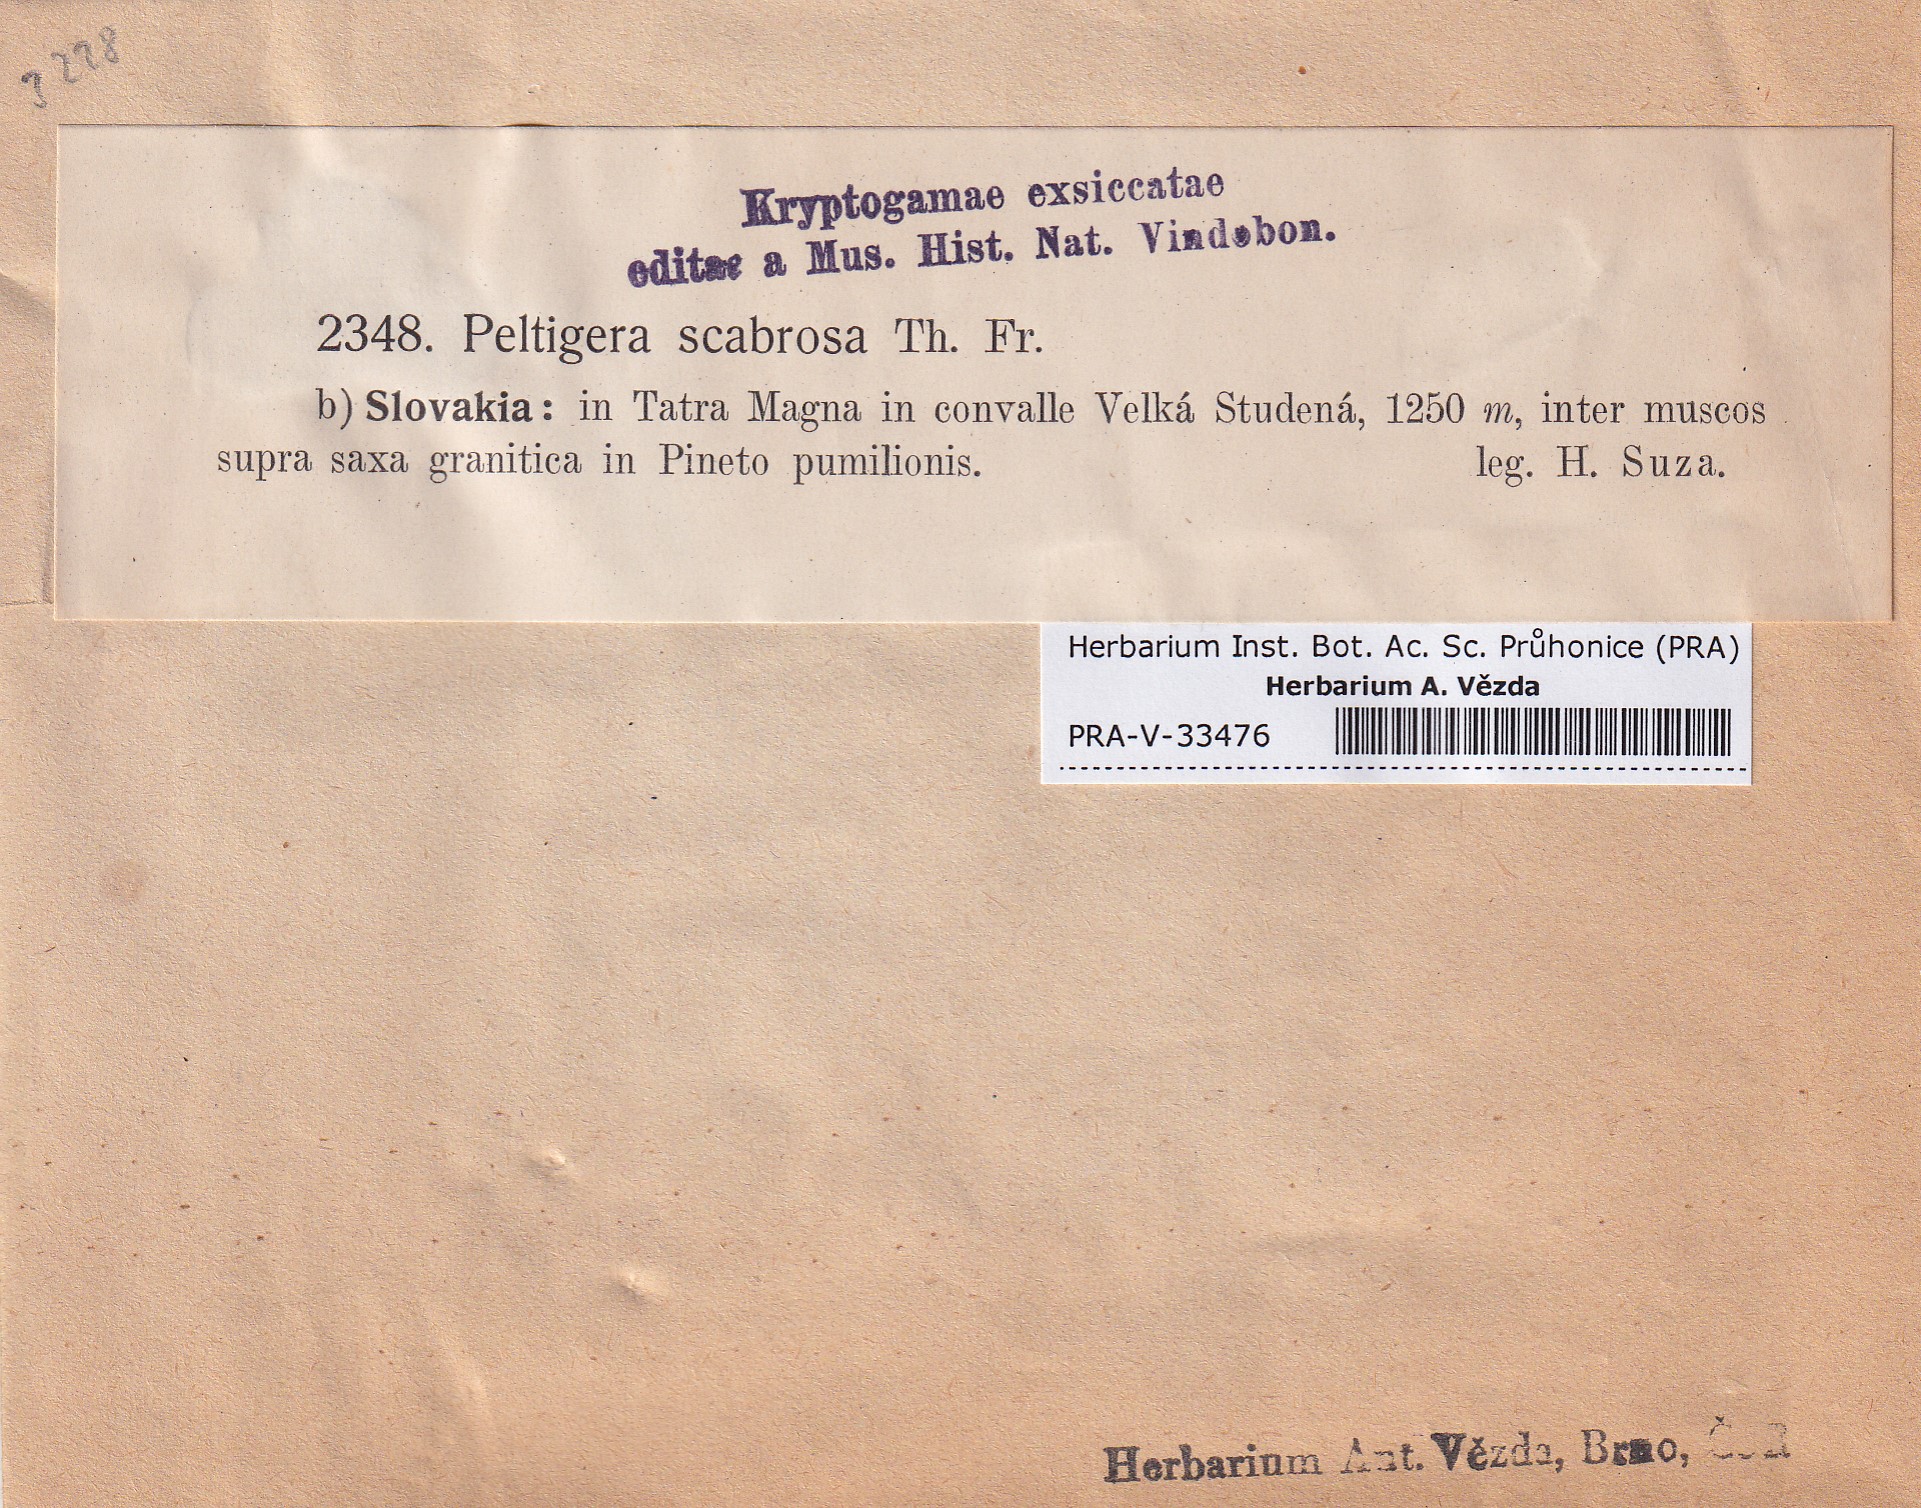 3228
Kryptogamae exsiccatae
editae a Mus. Hist. Nat. Vindobon.
2348. Peltigera scabrosa Th. Fr.
b) Slovakia: in Tatra Magna in convalle Velká Studená, 1250 m, inter muscos
supra saxa granitica in Pineto pumilionis. leg. H. Suza.
Herbarium Inst. Bot. Ac. Sc. Průhonice (PRA)
Herbarium A. Vězda
PRA-V-33476
Herbarium Ant. Vězda, Brno,